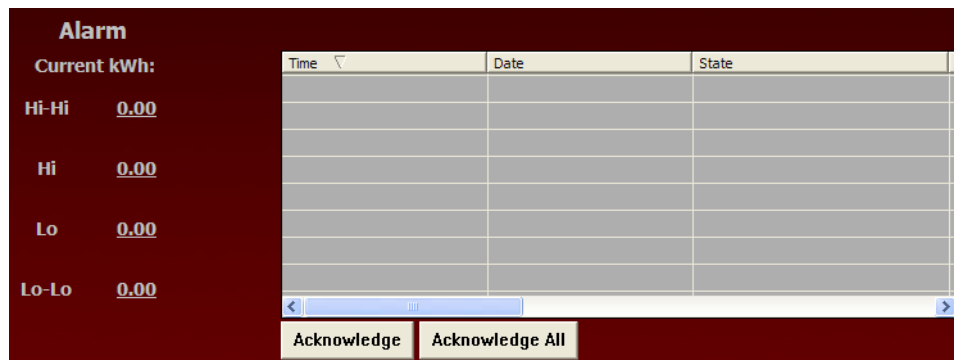 Alarm
Current kWh:
Time Date State
Hi-Hi 0.00
Hi 0.00
Lo 0.00
Lo-Lo 0.00
Acknowledge Acknowledge All